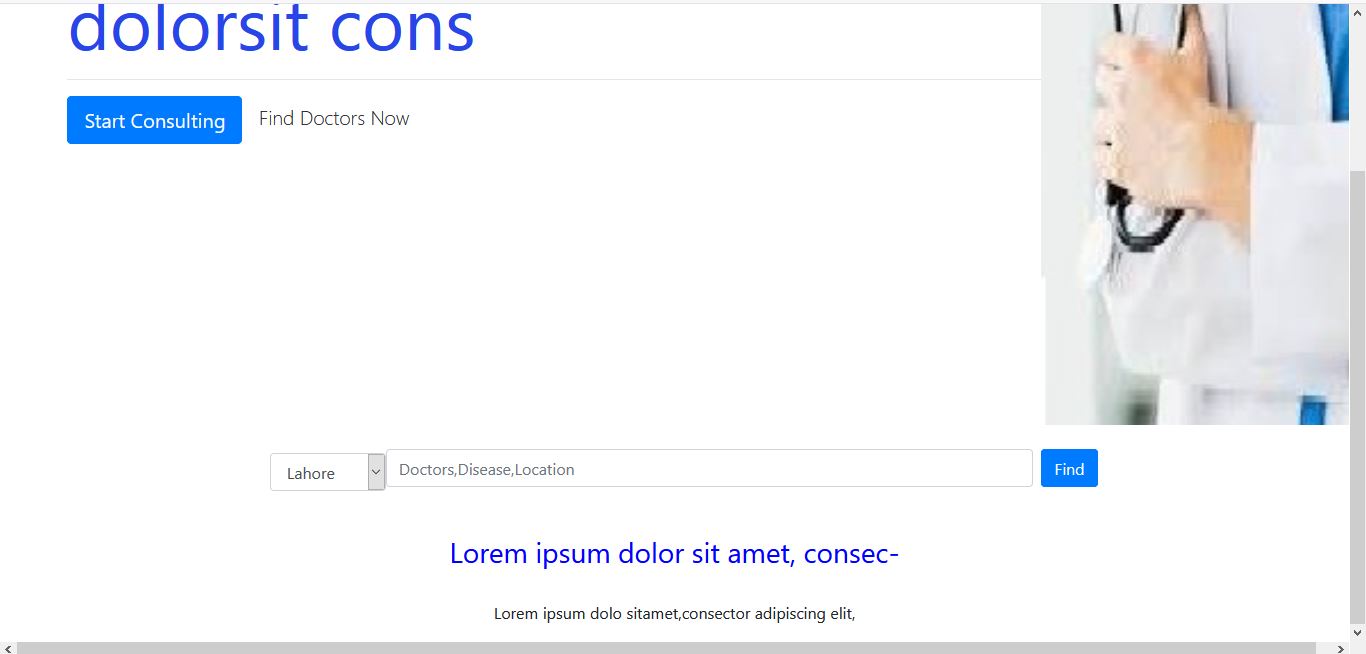 dolorsit cons
Start Consulting
Find Doctors Now
Lahore
Doctors,Disease,Location
Find
Lorem ipsum dolor sit amet, consec-
Lorem ipsum dolo sitamet,consector adipiscing elit,